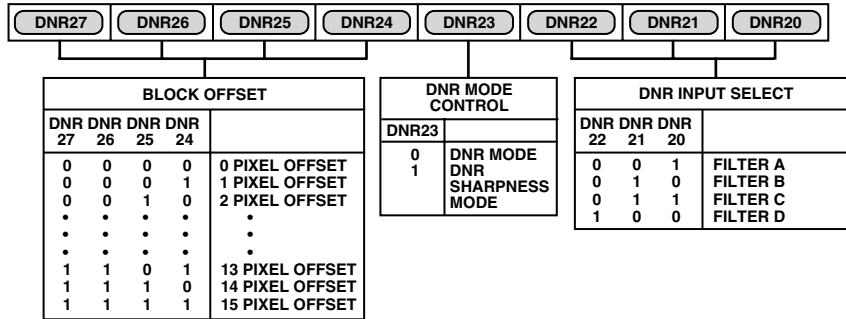 DNR27 DNR26 DNR25 DNR24 DNR23 DNR22 DNR21 DNR20
BLOCK OFFSET
DNR DNR DNR DNR
27 26 25 24
0 0 0 0 0 PIXEL OFFSET
0 0 0 1 1 PIXEL OFFSET
0 0 1 0 2 PIXEL OFFSET
• • • • •
• • • • •
• • • • •
1 1 0 1 13 PIXEL OFFSET
1 1 1 0 14 PIXEL OFFSET
1 1 1 1 15 PIXEL OFFSET
DNR MODE
CONTROL
DNR23
0 DNR MODE
1 DNR
SHARPNESS
MODE
DNR INPUT SELECT
DNR DNR DNR
22 21 20
0 0 1 FILTER A
0 1 0 FILTER B
0 1 1 FILTER C
1 0 0 FILTER D